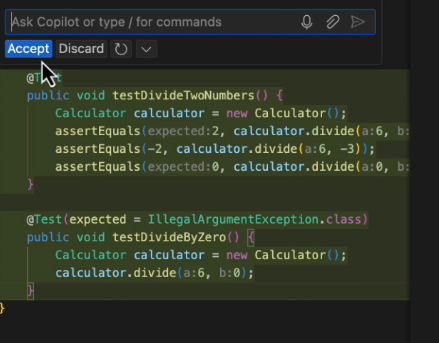 Ask Copilot or type / for commands
Accept Discard
public void testDivideTwoNumbers() {
Calculator calculator = new Calculator();
assertEquals(expected:2, calculator.divide(a:6, b:
assertEquals(-2, calculator.divide(a:6, -3));
assertEquals(expected:0, calculator.divide(a:0, b:
}
@Test(expected = IllegalArgumentException.class)
public void testDivideByZero() {
Calculator calculator = new Calculator();
calculator.divide(a:6, b:0);
}
}